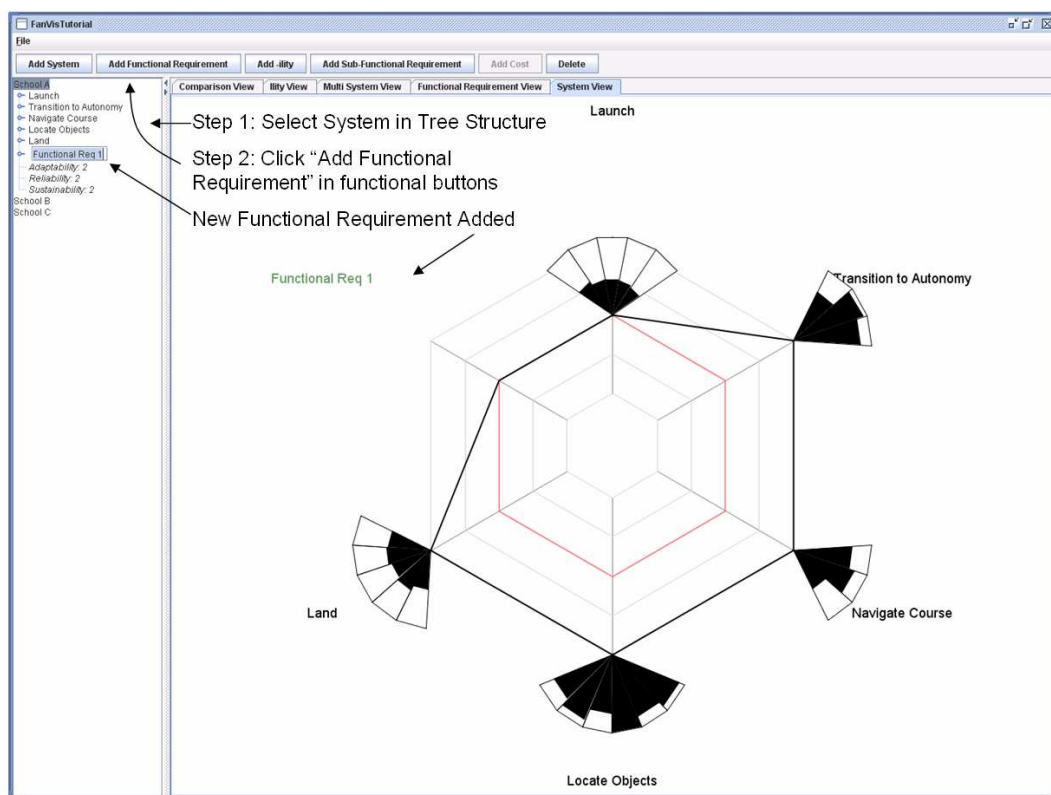 FanVisTutorial
File
Add System Add Functional Requirement Add -ility Add Sub-Functional Requirement Add Cost Delete
School A
Launch
Transition to Autonomy
Navigate Course
Locate Objects
Land
Functional Req 1
Adaptability: 2
Reliability: 2
Sustainability: 2
School B
School C
Comparison View Ility View Multi System View Functional Requirement View System View
Launch
Step 1: Select System in Tree Structure
Step 2: Click “Add Functional
Requirement” in functional buttons
New Functional Requirement Added
Functional Req 1
Transition to Autonomy
Land
Navigate Course
Locate Objects